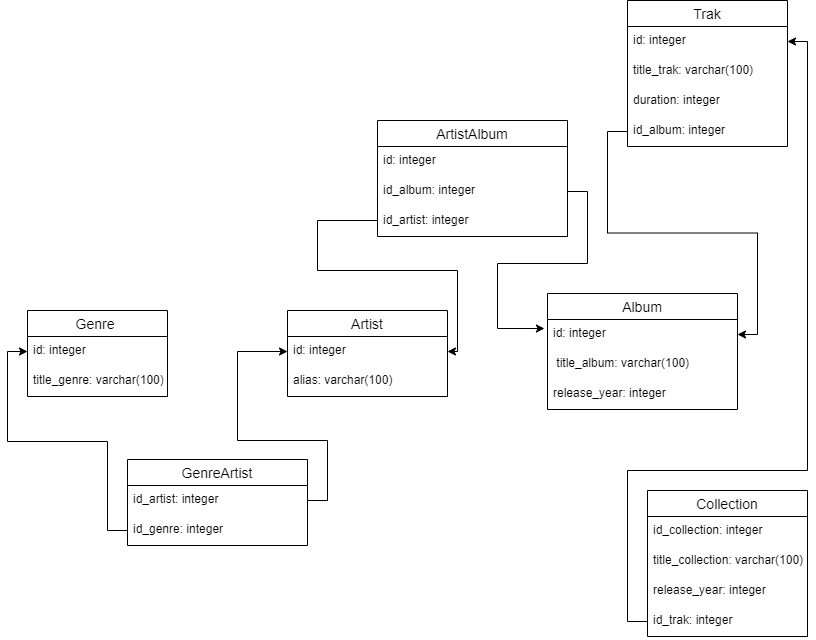 Trak
id: integer
title_trak: varchar(100)
duration: integer
id_album: integer
ArtistAlbum
id: integer
id_album: integer
id_artist: integer
Genre
id: integer
title_genre: varchar(100)
Artist
id: integer
alias: varchar(100)
Album
id: integer
title_album: varchar(100)
release_year: integer
GenreArtist
id_artist: integer
id_genre: integer
Collection
id_collection: integer
title_collection: varchar(100)
release_year: integer
id_trak: integer